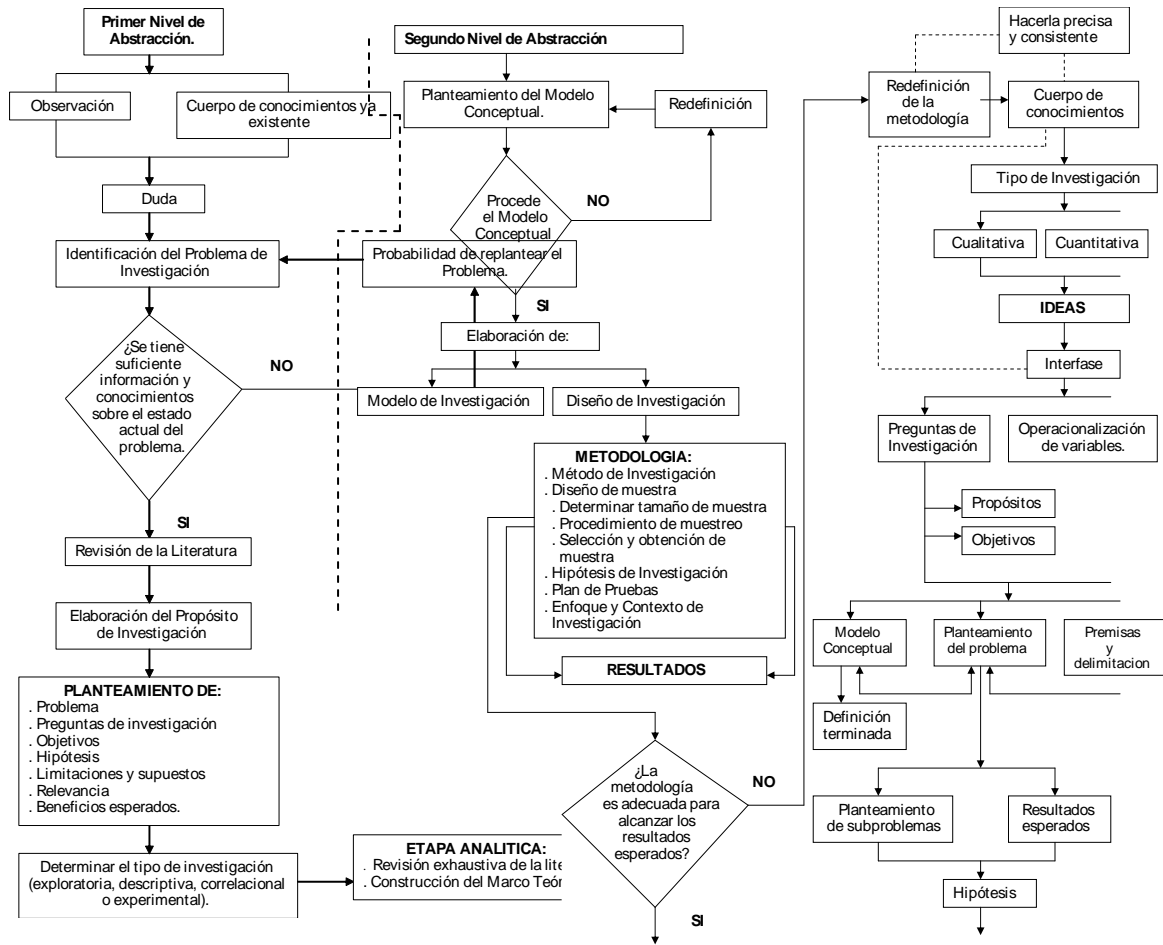 Primer Nivel de
Abstracción.
Observación
Cuerpo de conocimientos ya
existente
Duda
Identificación del Problema de
Investigación
¿Se tiene
suficiente
información y
conocimientos
sobre el estado
actual del
problema.
NO
SI
Revisión de la Literatura
Elaboración del Propósito
de Investigación
PLANTEAMIENTO DE:
. Problema
. Preguntas de investigación
. Objetivos
. Hipótesis
. Limitaciones y supuestos
. Relevancia
. Beneficios esperados.
Determinar el tipo de investigación
(exploratoria, descriptiva, correlacional
o experimental).
ETAPA ANALITICA:
. Revisión exhaustiva de la lite
. Construcción del Marco Teór
Segundo Nivel de Abstracción
Planteamiento del Modelo
Conceptual.
Redefinición
Procede
el Modelo
Conceptual
NO
Probabilidad de replantear el
Problema.
SI
Elaboración de:
Modelo de Investigación
Diseño de Investigación
METODOLOGIA:
. Método de Investigación
. Diseño de muestra
. Determinar tamaño de muestra
. Procedimiento de muestreo
. Selección y obtención de
muestra
. Hipótesis de Investigación
. Plan de Pruebas
. Enfoque y Contexto de
Investigación
RESULTADOS
¿La
metodología
es adecuada para
alcanzar los
resultados
esperados?
NO
SI
Hacerla precisa
y consistente
Redefinición
de la
metodología
Cuerpo de
conocimientos
Tipo de Investigación
Cualitativa
Cuantitativa
IDEAS
Interfase
Preguntas de
Investigación
Operacionalización
de variables.
Propósitos
Objetivos
Modelo
Conceptual
Planteamiento
del problema
Premisas
y
delimitacion
Definición
terminada
Planteamiento
de subproblemas
Resultados
esperados
Hipótesis